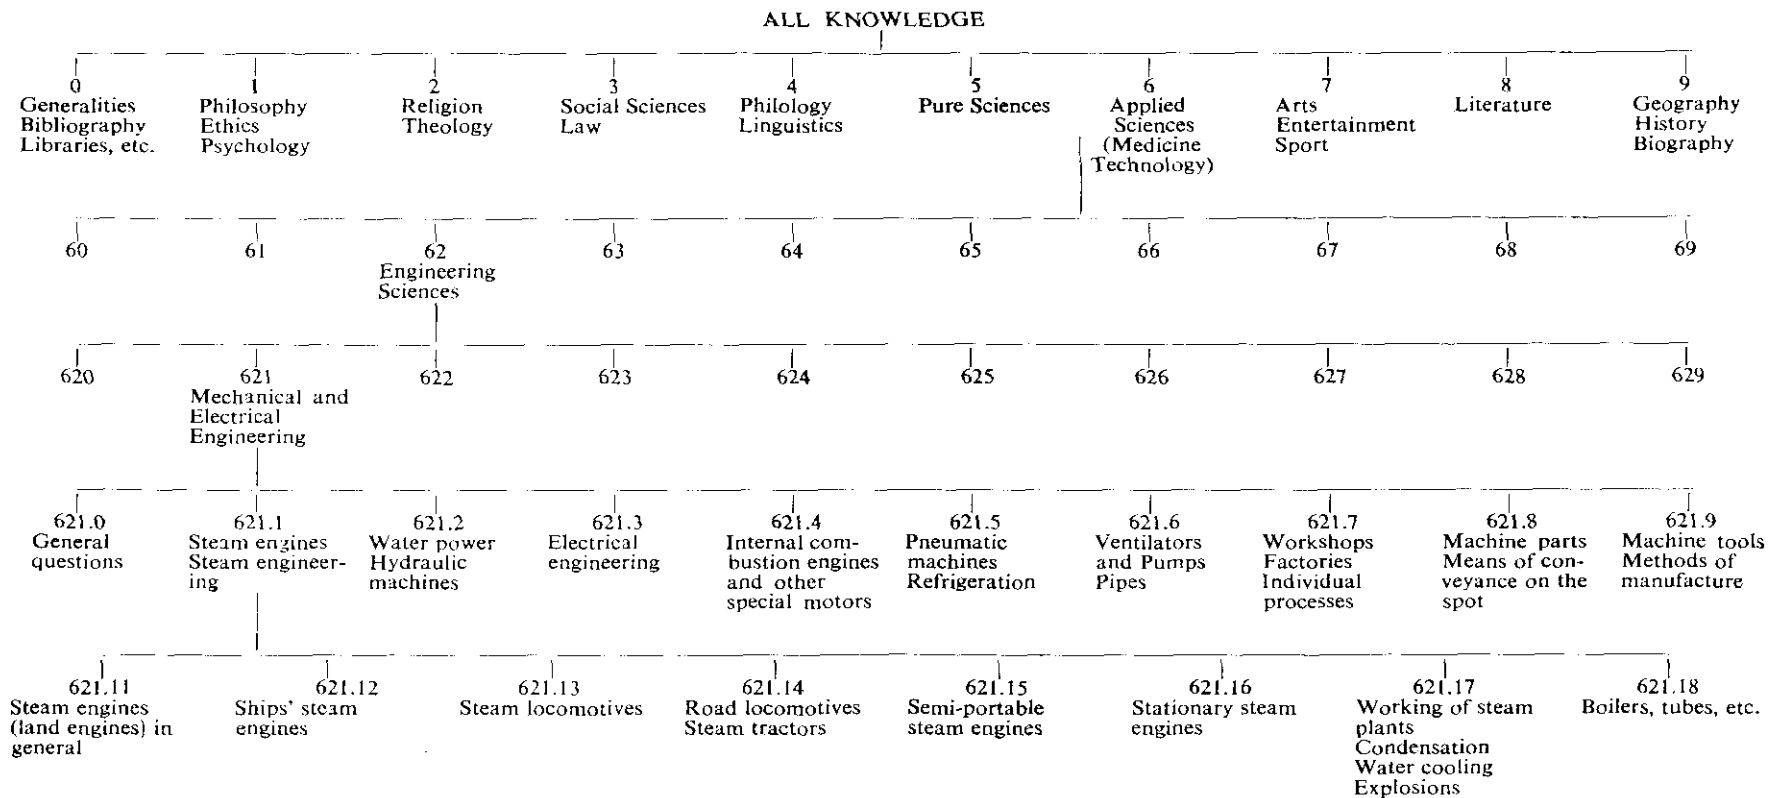 ALL KNOWLEDGE
0
Generalities
Bibliography
Libraries, etc.
1
Philosophy
Ethics
Psychology
2
Religion
Theology
3
Social Sciences
Law
4
Philology
Linguistics
5
Pure Sciences
6
Applied
Sciences
(Medicine
Technology)
7
Arts
Entertainment
Sport
8
Literature
9
Geography
History
Biography
60
61
62
Engineering
Sciences
63
64
65
66
67
68
69
620
621
Mechanical and
Electrical
Engineering
622
623
624
625
626
627
628
629
621.0
General
questions
621.1
Steam engines
Steam engineer-
ing
621.2
Water power
Hydraulic
machines
621.3
Electrical
engineering
621.4
Internal com-
bustion engines
and other
special motors
621.5
Pneumatic
machines
Refrigeration
621.6
Ventilators
and Pumps
Pipes
621.7
Workshops
Factories
Individual
processes
621.8
Machine parts
Means of con-
veyance on the
spot
621.9
Machine tools
Methods of
manufacture
621.11
Steam engines
(land engines) in
general
621.12
Ships' steam
engines
621.13
Steam locomotives
621.14
Road locomotives
Steam tractors
621.15
Semi-portable
steam engines
621.16
Stationary steam
engines
621.17
Working of steam
plants
Condensation
Water cooling
Explosions
621.18
Boilers, tubes, etc.